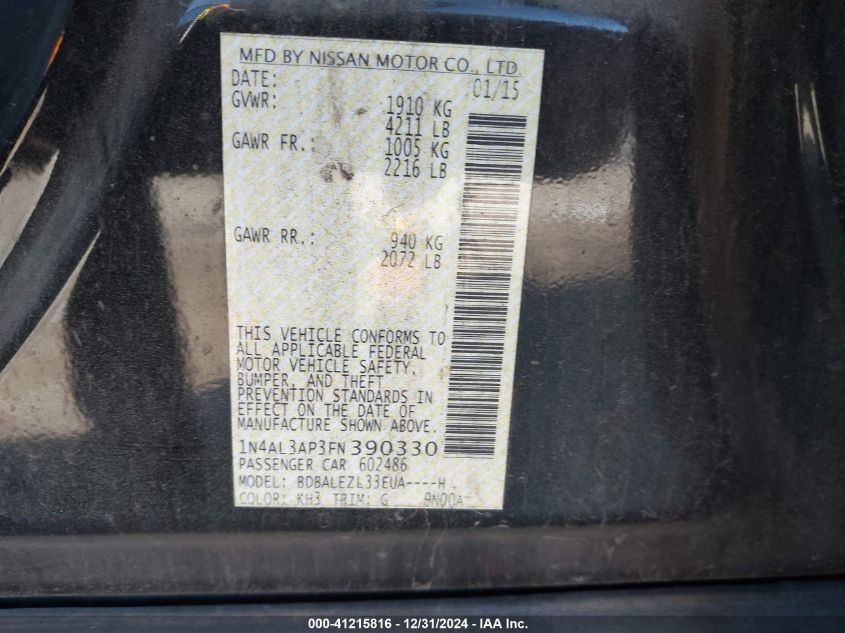 MFD BY NISSAN MOTOR CO., LTD.
DATE: 01/15
GVWR: 1910 KG
4211 LB
GAWR FR.: 1005 KG
2216 LB
GAWR RR.: 940 KG
2072 LB
THIS VEHICLE CONFORMS TO
ALL APPLICABLE FEDERAL
MOTOR VEHICLE SAFETY,
BUMPER, AND THEFT
PREVENTION STANDARDS IN
EFFECT ON THE DATE OF
MANUFACTURE SHOWN ABOVE.
1N4AL3AP3FN390330
PASSENGER CAR 602486
MODEL: BDBALEZL33EUA----H
COLOR: KH3 TRIM: G
000-41215816 - 12/31/2024 - IAA Inc.